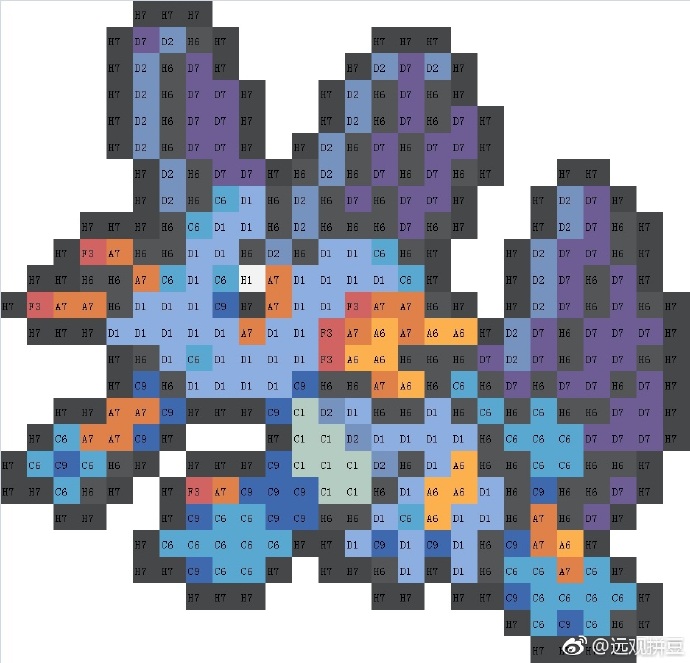 H7 H7 H7
H7 D7 D2 H6 H7 H7 H7 H7
H7 D2 H6 D7 H7 H7 D2 D7 D2 H7
H7 D2 H6 D7 D7 H7 H7 D2 H6 D7 H6 H7
H7 D2 H6 D7 D7 H7 H7 D2 H6 D7 H6 D7 H7
H7 D2 H6 D7 D7 H7 H7 D2 H6 D7 H6 D7 D7 H7
H7 D2 H6 D7 D7 H7 H6 D2 H6 D7 H6 D7 H6 H7 H7 H7
H7 D2 H6 C6 D1 H6 D2 H6 D7 H6 D7 D7 H7 H7 D2 D7 H7
H7 H7 H7 H6 C6 D1 D1 H6 D2 H6 H6 H6 D7 H6 H7 H7 D2 D7 H6 H7
H7 F3 A7 H6 H6 D1 D1 H6 D2 H6 D1 D1 C6 H6 H7 H7 D2 D7 D7 H6 H7
H7 H6 H6 H6 A7 C6 D1 C6 H1 A7 D1 D1 D1 D1 C6 H7 H7 D2 D7 H6 D7 H7
H7 F3 A7 A7 H6 D1 D1 D1 C9 H7 A7 D1 D1 F3 A7 A7 H6 H7 H7 D2 D7 H6 D7 H6 H7
H7 H7 H7 D1 D1 D1 D1 D1 A7 D1 D1 F3 A7 A6 A7 A6 A6 H7 D2 D7 H6 D7 D7 D7 H7
H7 H6 D1 C6 D1 D1 D1 D1 F3 A6 A6 H6 H6 H6 D7 D2 D7 H6 D7 D7 D7 H7
H7 C9 H6 D1 D1 D1 D1 C9 H6 H6 A7 A6 H6 C6 H6 D7 H6 D7 D7 H6 D7 H7
H7 H7 A7 A7 C9 H7 H7 H7 C9 C1 D2 D1 H6 H6 D1 H6 C6 H6 C6 H6 H6 D7 D7 H7
H7 C6 A7 A7 C9 H7 H7 C1 C1 D2 D1 D1 D1 D1 H6 C6 C6 C6 D7 D7 H7
H7 C6 C9 C6 H6 H7 H7 H7 H7 C9 C1 C1 C1 D2 H6 D1 A6 H6 H6 C6 C6 H6 H6 H7
H7 H7 C6 H6 H7 H7 F3 A7 C9 C9 C9 C1 C1 H6 D1 A6 A6 D1 H6 C9 H6 H6 D7 H7
H7 H7 H7 C9 C6 C6 C9 C9 H6 H6 D1 C6 A6 D1 D1 H6 A7 H6 D7 H7
H7 C6 C6 C6 C6 C6 H7 H7 D1 C9 D1 C9 D1 H6 C9 A7 A6 H7
H7 H7 C9 C6 C6 H7 H7 H7 H6 D1 H6 D1 H6 C6 C6 A7 C6 H7
H7 H7 H7 H7 H7 H7 H7 C9 C6 C6 C6 C6 H7
H7 C6 C9 C6 H6 H7
@远观拼豆